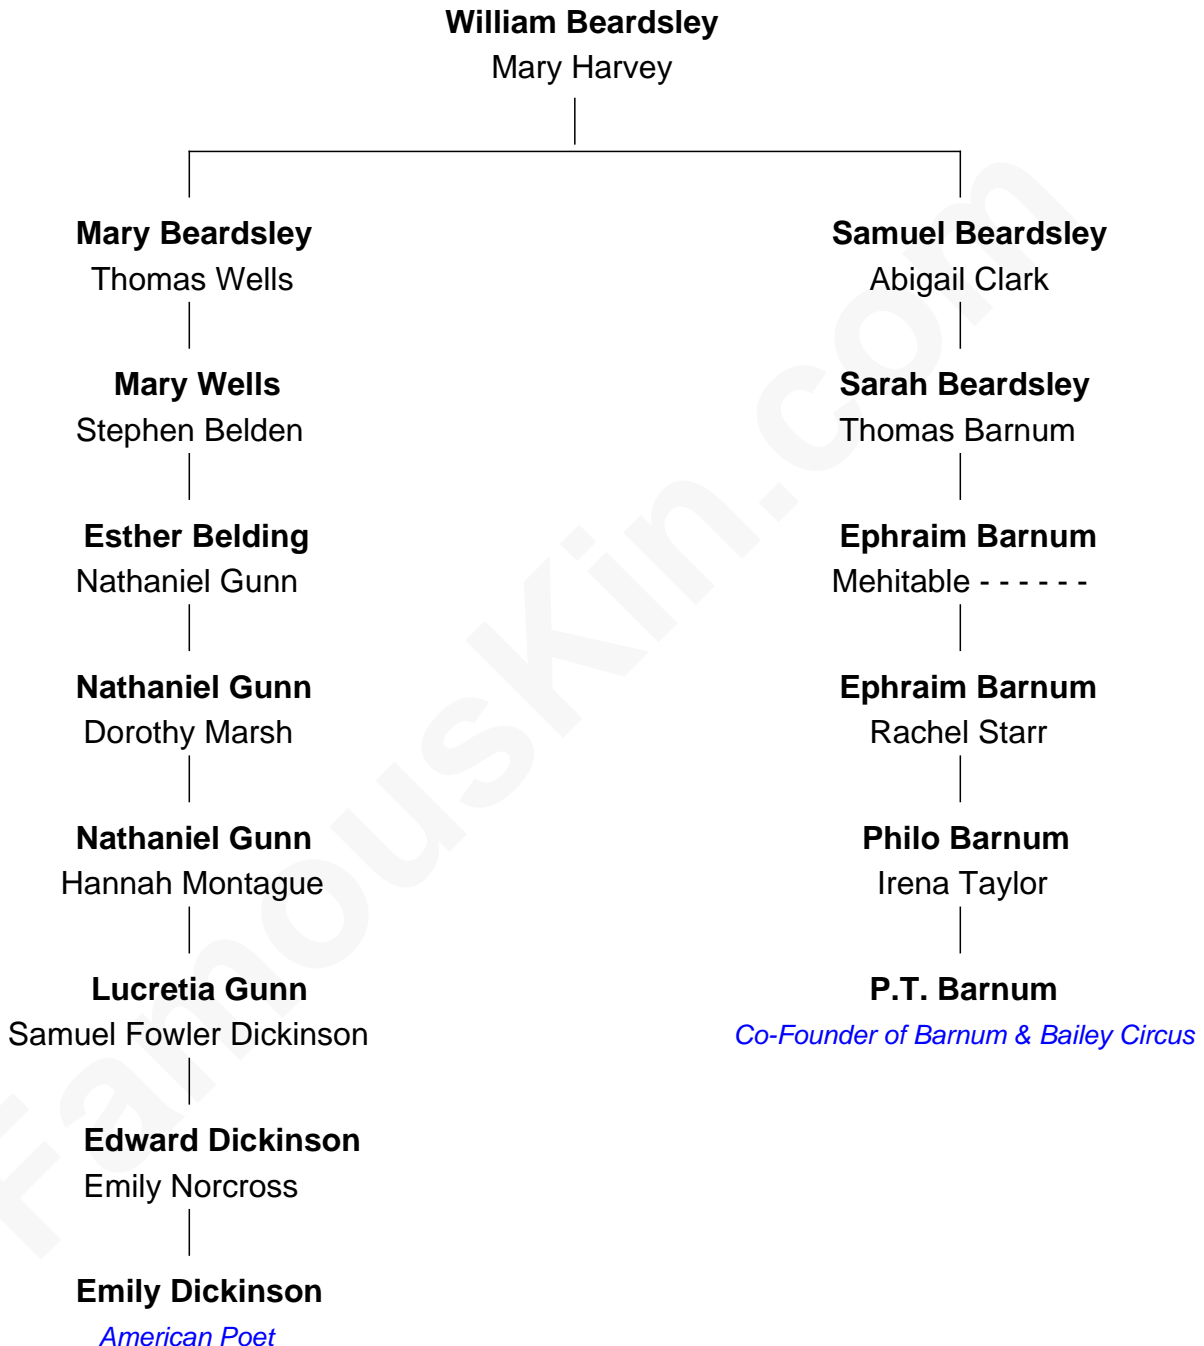 William Beardsley
Mary Harvey
Mary Beardsley
Thomas Wells
Samuel Beardsley
Abigail Clark
Mary Wells
Stephen Belden
Sarah Beardsley
Thomas Barnum
Esther Belding
Nathaniel Gunn
Ephraim Barnum
Mehitable - - - - - -
Nathaniel Gunn
Dorothy Marsh
Ephraim Barnum
Rachel Starr
Nathaniel Gunn
Hannah Montague
Philo Barnum
Irena Taylor
Lucretia Gunn
Samuel Fowler Dickinson
P.T. Barnum
Co-Founder of Barnum & Bailey Circus
Edward Dickinson
Emily Norcross
Emily Dickinson
American Poet
FamousKin.com